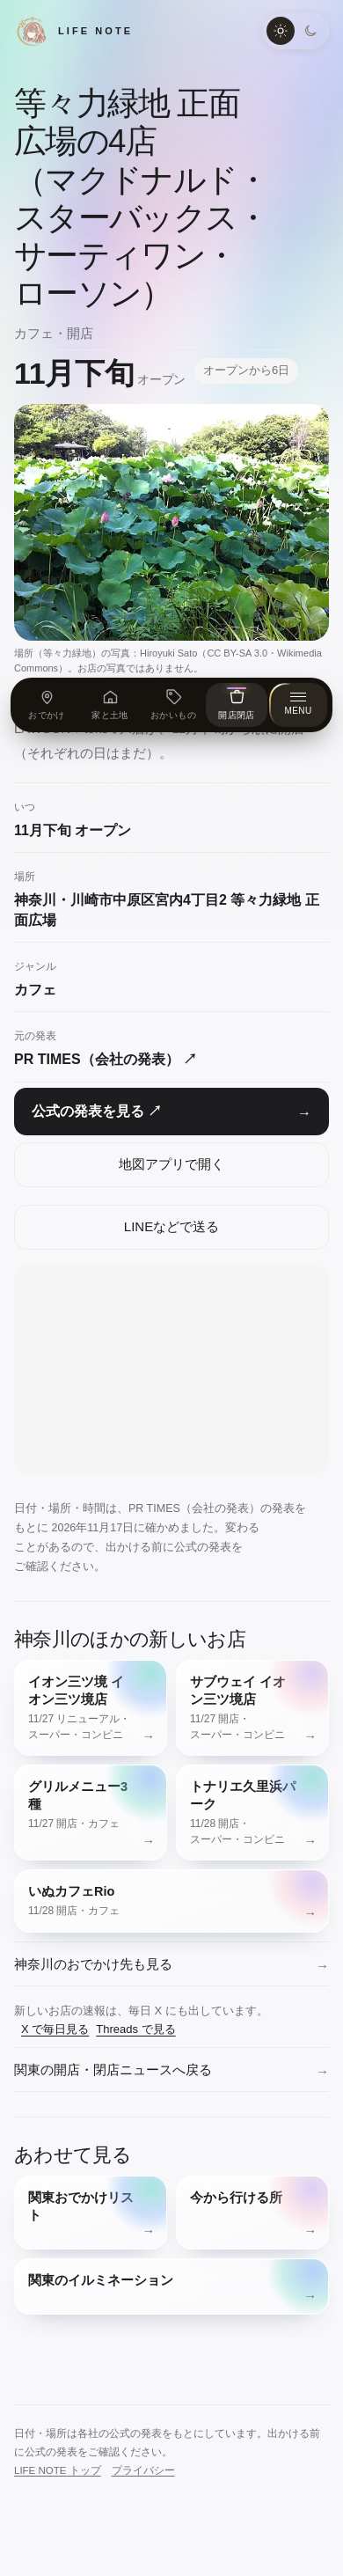 LIFE NOTE
等々力緑地 正面
広場の4店
（マクドナルド・
スターバックス・
サーティワン・
ローソン）
カフェ・開店
11月下旬 オープン オープンから6日
場所（等々力緑地）の写真：Hiroyuki Sato（CC BY-SA 3.0・Wikimedia
Commons）。お店の写真ではありません。
おでかけ
家と土地
おかいもの
開店閉店
MENU
（それぞれの日はまだ）。
いつ
11月下旬 オープン
場所
神奈川・川崎市中原区宮内4丁目2 等々力緑地 正
面広場
ジャンル
カフェ
元の発表
PR TIMES（会社の発表） ↗
公式の発表を見る ↗ →
地図アプリで開く
LINEなどで送る
日付・場所・時間は、PR TIMES（会社の発表）の発表を
もとに 2026年11月17日に確かめました。変わる
ことがあるので、出かける前に公式の発表を
ご確認ください。
神奈川のほかの新しいお店
イオン三ツ境 イ
オン三ツ境店
11/27 リニューアル・
スーパー・コンビニ →
サブウェイ イオ
ン三ツ境店
11/27 開店・
スーパー・コンビニ →
グリルメニュー3
種
11/27 開店・カフェ
→
トナリエ久里浜パ
ーク
11/28 開店・
スーパー・コンビニ →
いぬカフェRio
11/28 開店・カフェ →
神奈川のおでかけ先も見る →
新しいお店の速報は、毎日 X にも出しています。
X で毎日見る Threads で見る
関東の開店・閉店ニュースへ戻る →
あわせて見る
関東おでかけリス
ト
→
今から行ける所
→
関東のイルミネーション
→
日付・場所は各社の公式の発表をもとにしています。出かける前
に公式の発表をご確認ください。
LIFE NOTE トップ プライバシー